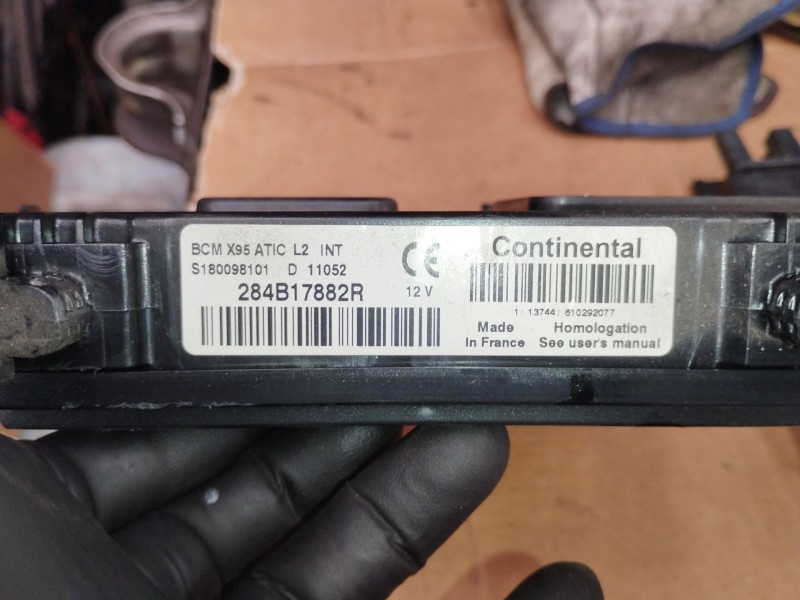 BCM X95 ATIC L2 INT
S180098101 D 11052
CE
284B17882R
12 V
Continental
1 / 13744 / 610292077
Made In France
Homologation See user's manual